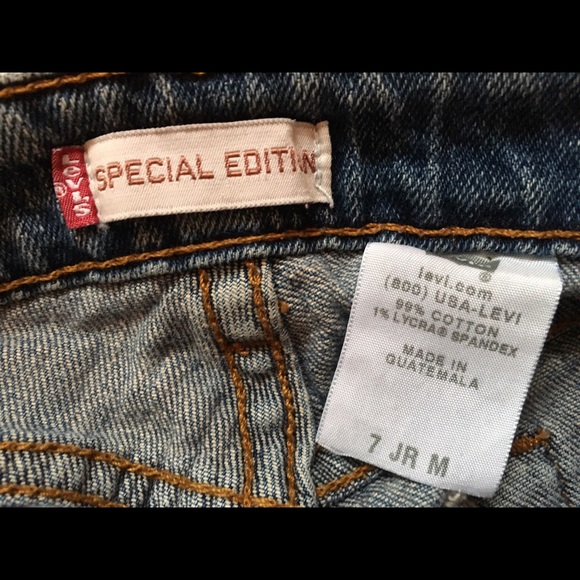 LEVI'S ®
SPECIAL EDITION
®
levi.com
(800) USA-LEVI
99% COTTON
1% LYCRA® SPANDEX
MADE IN
GUATEMALA
7 JR M